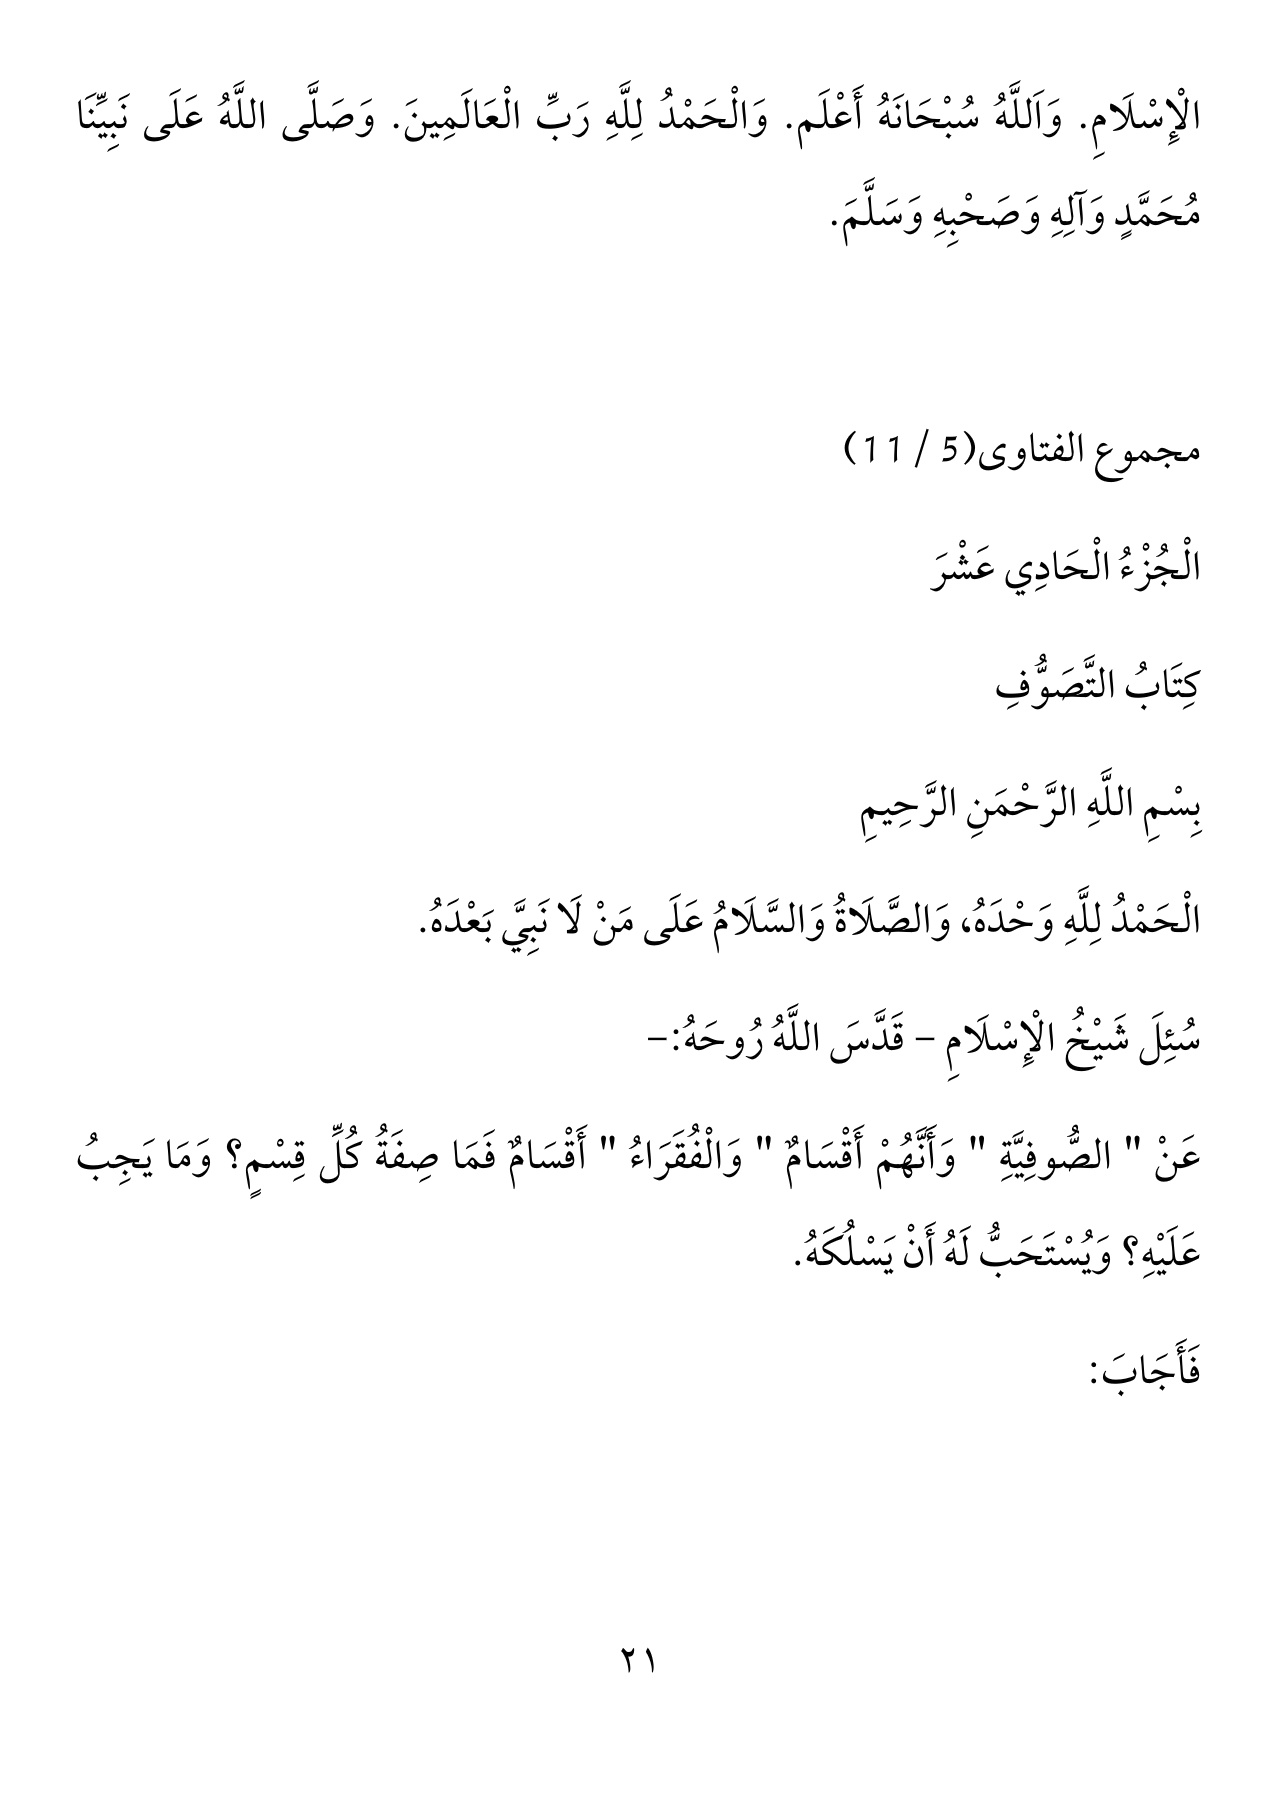 الْإِسْلَامِ. وَاَللَّهُ سُبْحَانَهُ أَعْلَم. وَالْحَمْدُ لِلَّهِ رَبِّ الْعَالَمِينَ. وَصَلَّى اللَّهُ عَلَى نَبِيِّنَا
مُحَمَّدٍ وَآلِهِ وَصَحْبِهِ وَسَلَّمَ.
مجموع الفتاوى(5 / 11)
الْجُزْءُ الْحَادِي عَشْرَ
كِتَابُ التَّصَوُّفِ
بِسْمِ اللَّهِ الرَّحْمَنِ الرَّحِيمِ
الْحَمْدُ لِلَّهِ وَحْدَهُ، وَالصَّلَاةُ وَالسَّلَامُ عَلَى مَنْ لَا نَبِيَّ بَعْدَهُ.
سُئِلَ شَيْخُ الْإِسْلَامِ – قَدَّسَ اللَّهُ رُوحَهُ:–
عَنْ " الصُّوفِيَّةِ " وَأَنَّهُمْ أَقْسَامٌ " وَالْفُقَرَاءُ " أَقْسَامٌ فَمَا صِفَةُ كُلِّ قِسْمٍ؟ وَمَا يَجِبُ
عَلَيْهِ؟ وَيُسْتَحَبُّ لَهُ أَنْ يَسْلُكَهُ.
فَأَجَابَ:
٢١